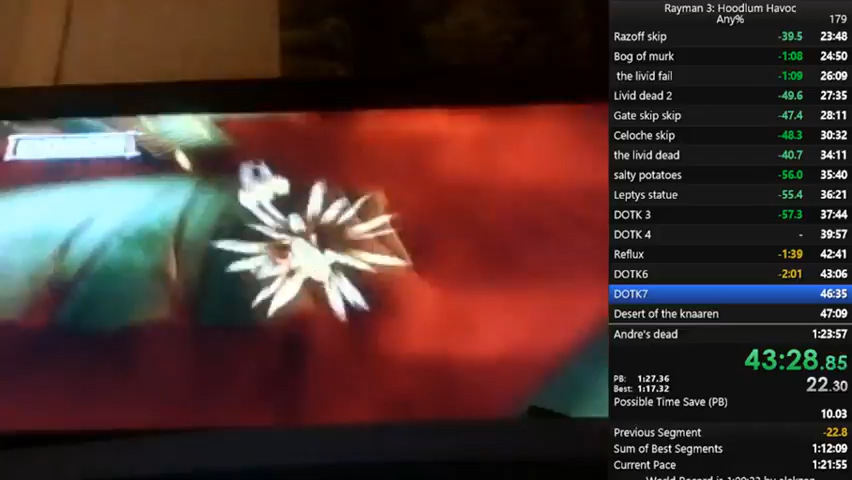 Rayman 3: Hoodlum Havoc
Any% 179
Razoff skip -39.5 23:48
Bog of murk -1:08 24:50
the livid fail -1:09 26:09
Livid dead 2 -49.6 27:35
Gate skip skip -47.4 28:11
Celoche skip -48.3 30:32
the livid dead -40.7 34:11
salty potatoes -56.0 35:40
Leptys statue -55.4 36:21
DOTK 3 -57.3 37:44
DOTK 4 - 39:57
Reflux -1:39 42:41
DOTK6 -2:01 43:06
DOTK7 46:35
Desert of the knaaren 47:09
Andre's dead 1:23:57
43:28.85
PB: 1:27.36
Best: 1:17.32
22.30
Possible Time Save (PB)
10.03
Previous Segment -22.8
Sum of Best Segments 1:12:09
Current Pace 1:21:55